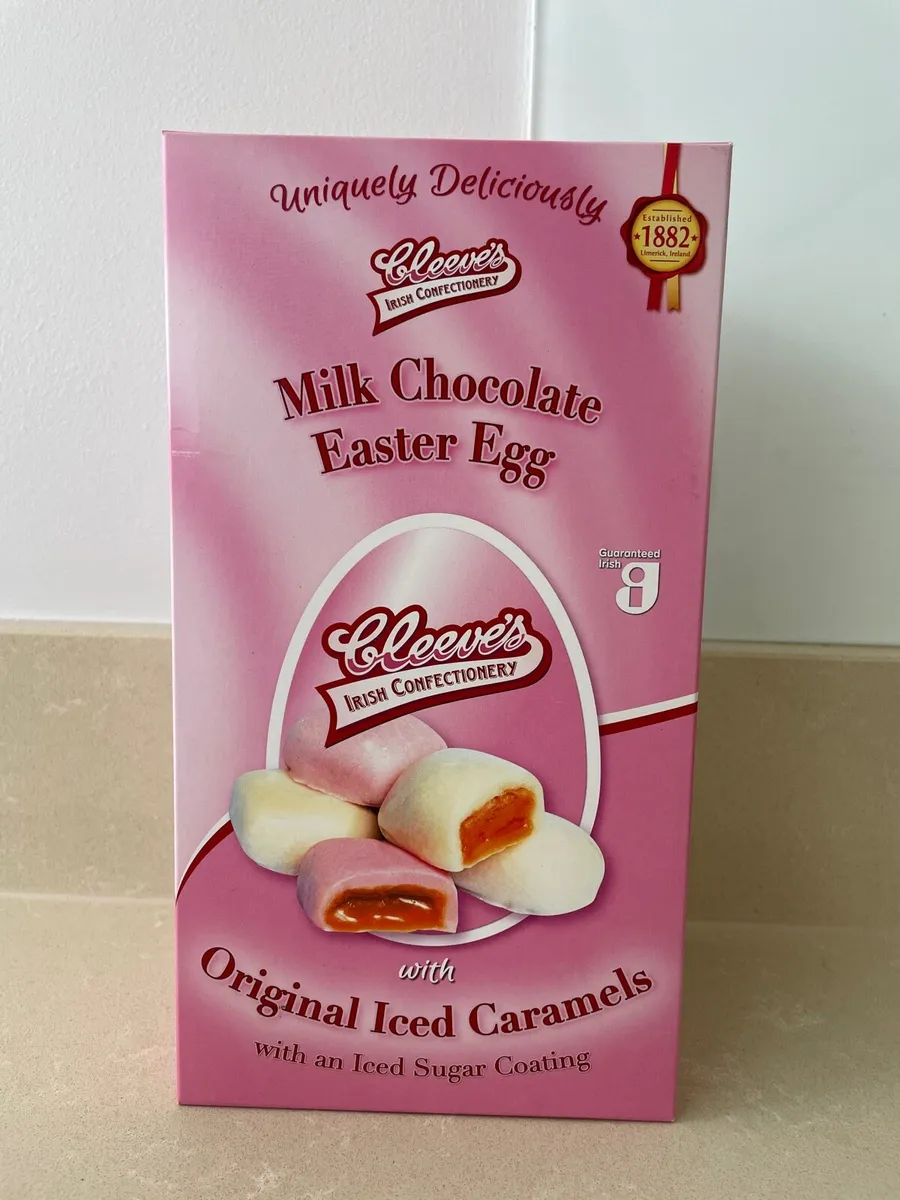 Uniquely Deliciously
Established
1882
Limerick, Ireland
Cleeve's
IRISH CONFECTIONERY
Milk Chocolate
Easter Egg
Guaranteed
Irish
Cleeve's
IRISH CONFECTIONERY
with
Original Iced Caramels
with an Iced Sugar Coating